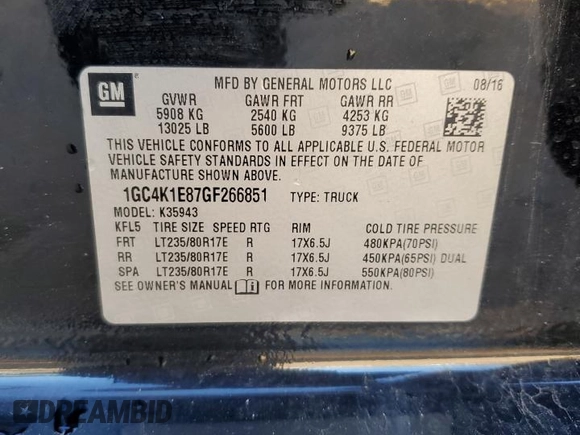 GM
MFD BY GENERAL MOTORS LLC 08/16
GVWR GAWR FRT GAWR RR
5908 KG 2540 KG 4253 KG
13025 LB 5600 LB 9375 LB
THIS VEHICLE CONFORMS TO ALL APPLICABLE U.S. FEDERAL MOTOR
VEHICLE SAFETY STANDARDS IN EFFECT ON THE DATE OF
MANUFACTURE SHOWN ABOVE.
1GC4K1E87GF266851 TYPE: TRUCK
MODEL: K35943
KFL5 TIRE SIZE SPEED RTG RIM COLD TIRE PRESSURE
FRT LT235/80R17E R 17X6.5J 480KPA(70PSI)
RR LT235/80R17E R 17X6.5J 450KPA(65PSI) DUAL
SPA LT235/80R17E R 17X6.5J 550KPA(80PSI)
SEE OWNER'S MANUAL FOR MORE INFORMATION.
DREAMBID